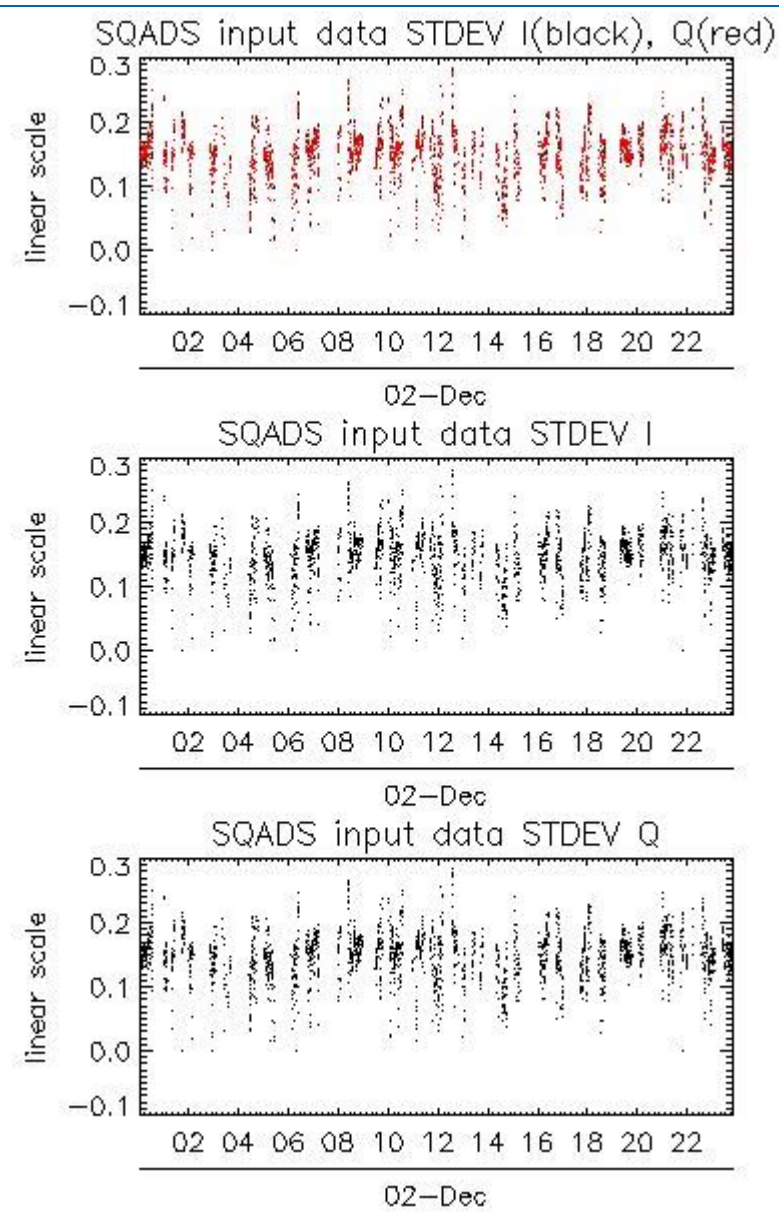 SQADS input data STDEV I(black), Q(red)
0.3
0.2
0.1
0.0
−0.1
linear scale
02 04 06 08 10 12 14 16 18 20 22
02−Dec
SQADS input data STDEV I
0.3
0.2
0.1
0.0
−0.1
linear scale
02 04 06 08 10 12 14 16 18 20 22
02−Dec
SQADS input data STDEV Q
0.3
0.2
0.1
0.0
−0.1
linear scale
02 04 06 08 10 12 14 16 18 20 22
02−Dec